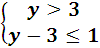 y > 3
y − 3 ≤ 1